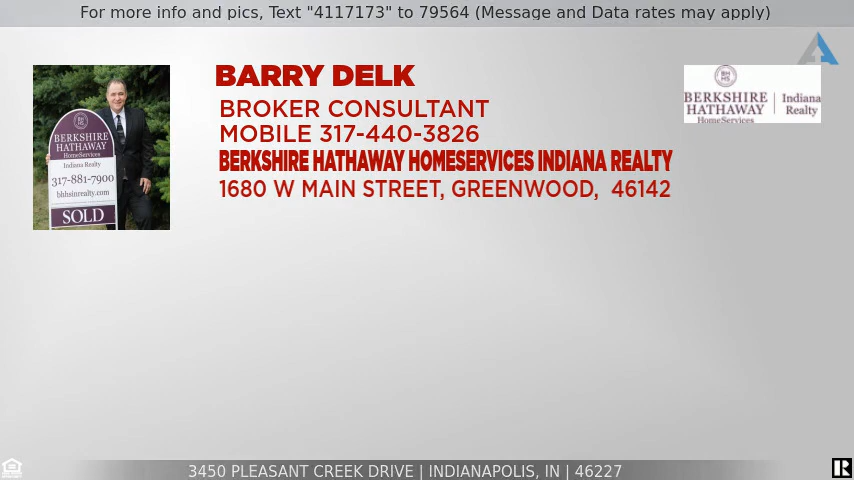 For more info and pics, Text "4117173" to 79564 (Message and Data rates may apply)
BARRY DELK
BROKER CONSULTANT
MOBILE 317-440-3826
BERKSHIRE HATHAWAY HOMESERVICES INDIANA REALTY
1680 W MAIN STREET, GREENWOOD, 46142
BERKSHIRE
HATHAWAY
HomeServices
Indiana Realty
317-881-7900
bhhsinrealty.com
SOLD
BH
HS
BERKSHIRE
HATHAWAY
HomeServices
Indiana
Realty
3450 PLEASANT CREEK DRIVE | INDIANAPOLIS, IN | 46227